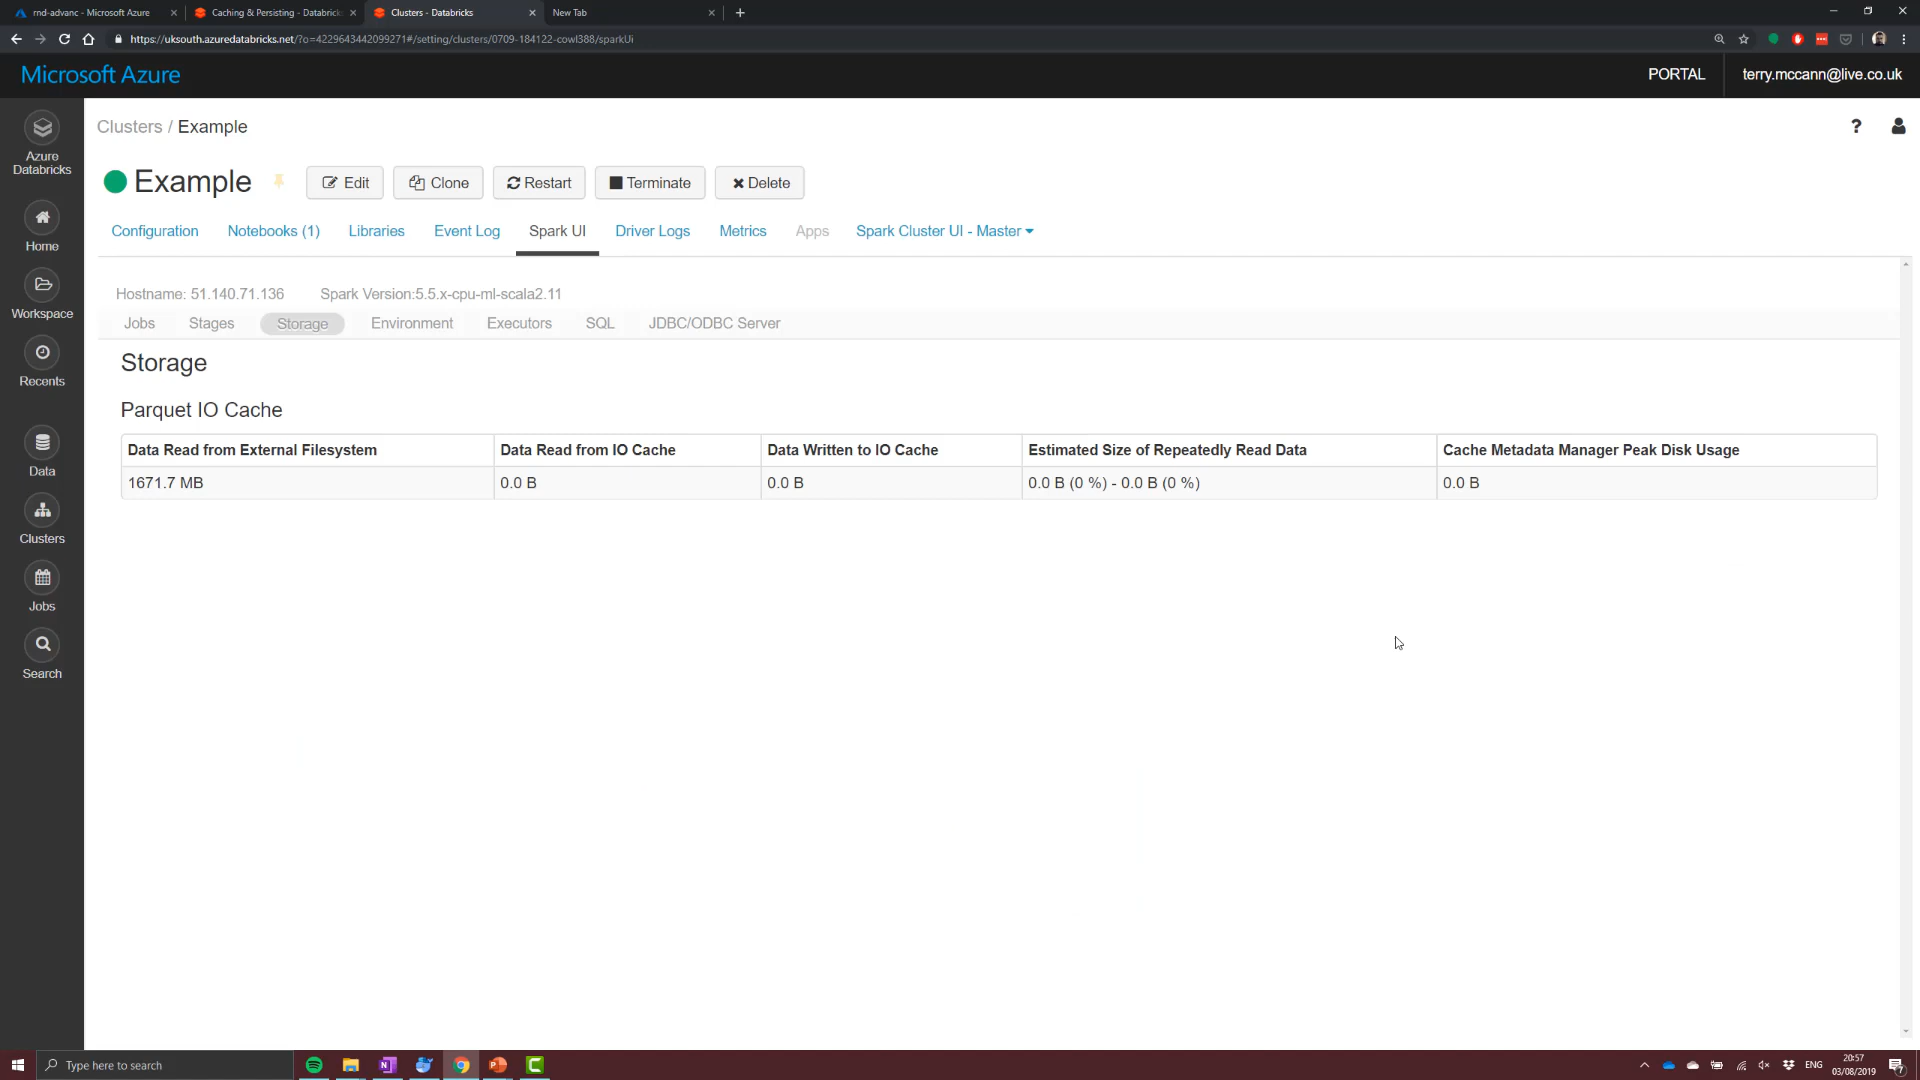 rnd-advanc - Microsoft Azure
Caching & Persisting - Databricks
Clusters - Databricks
New Tab
https://uksouth.azuredatabricks.net/?o=4229643442099271#/setting/clusters/0709-184122-cowl388/sparkUi
Microsoft Azure
PORTAL
terry.mccann@live.co.uk
Azure
Databricks
Home
Workspace
Recents
Data
Clusters
Jobs
Search
Clusters / Example
?
Example
Edit
Clone
Restart
Terminate
Delete
Configuration
Notebooks (1)
Libraries
Event Log
Spark UI
Driver Logs
Metrics
Apps
Spark Cluster UI - Master
Hostname: 51.140.71.136
Spark Version:5.5.x-cpu-ml-scala2.11
Jobs
Stages
Storage
Environment
Executors
SQL
JDBC/ODBC Server
Storage
Parquet IO Cache
Data Read from External Filesystem
Data Read from IO Cache
Data Written to IO Cache
Estimated Size of Repeatedly Read Data
Cache Metadata Manager Peak Disk Usage
1671.7 MB
0.0 B
0.0 B
0.0 B (0 %) - 0.0 B (0 %)
0.0 B
Type here to search
ENG
20:57
03/08/2019